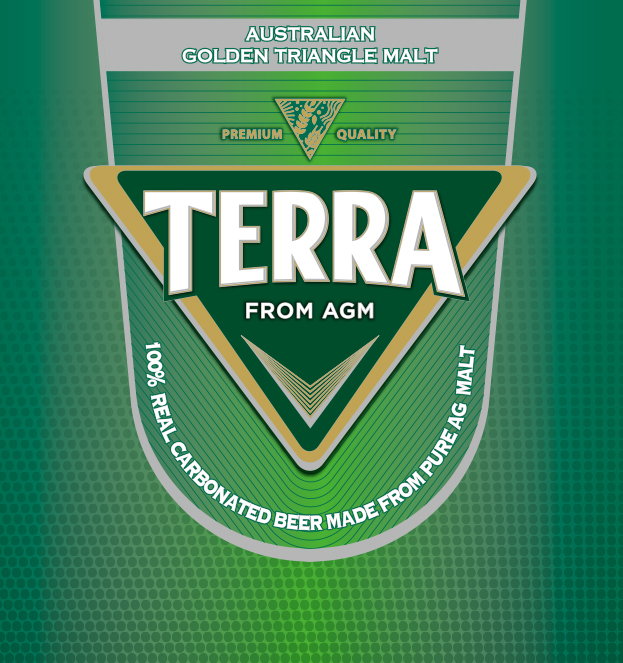 AUSTRALIAN
GOLDEN TRIANGLE MALT
PREMIUM QUALITY
TERRA
FROM AGM
100% REAL CARBONATED BEER MADE FROM PURE AG MALT